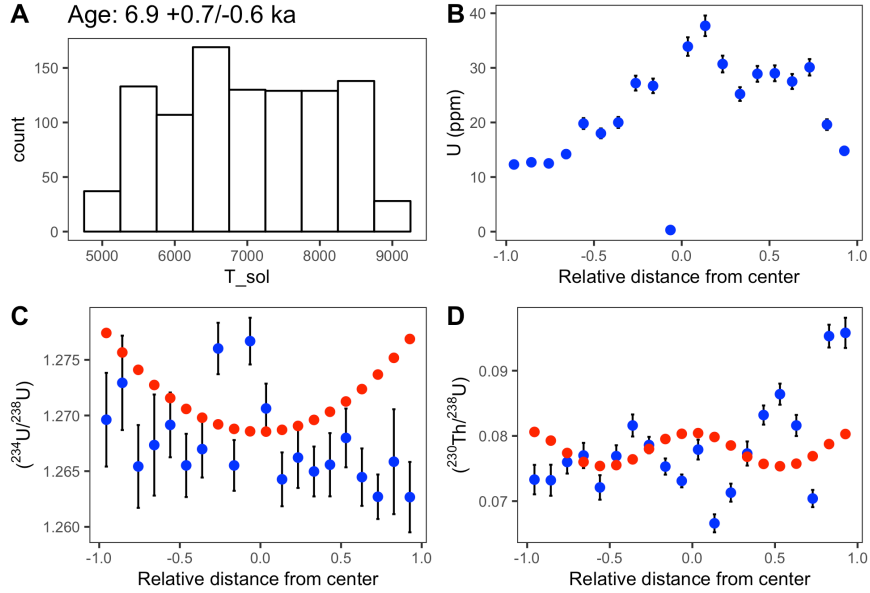 A Age: 6.9 +0.7/-0.6 ka
150
100
50
0
count
5000 6000 7000 8000 9000
T_sol
B
40
30
20
10
0
U (ppm)
-1.0 -0.5 0.0 0.5 1.0
Relative distance from center
C
1.275
1.270
1.265
1.260
(²³⁴U/²³⁸U)
-1.0 -0.5 0.0 0.5 1.0
Relative distance from center
D
0.09
0.08
0.07
(²³⁰Th/²³⁸U)
-1.0 -0.5 0.0 0.5 1.0
Relative distance from center